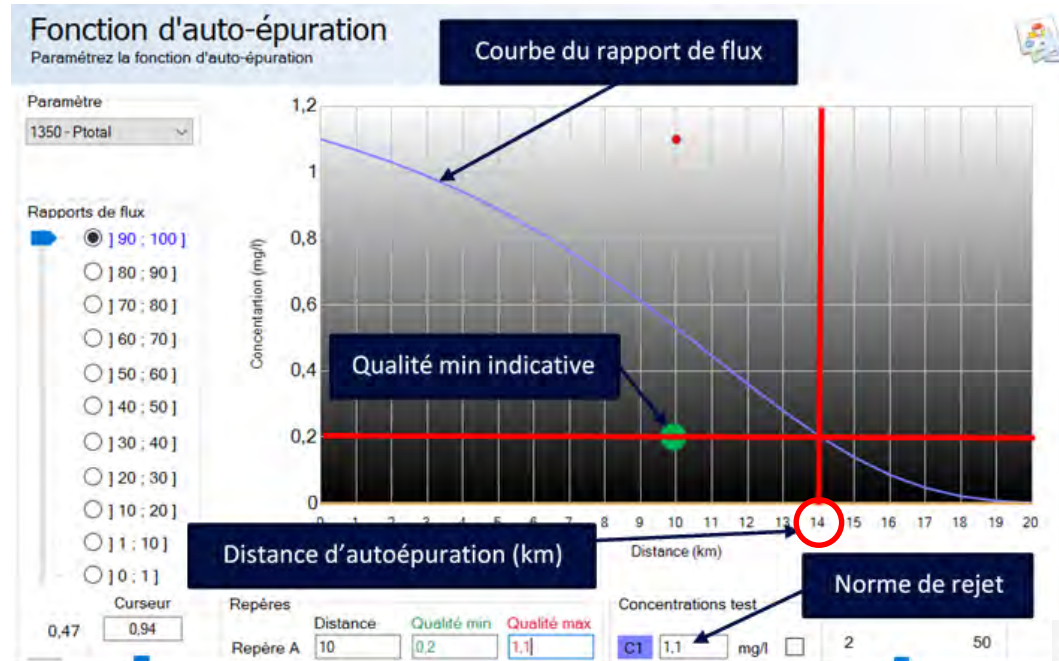 Fonction d'auto-épuration
Paramétrez la fonction d'auto-épuration
Courbe du rapport de flux
Paramètre
1350 - Ptotal
Rapports de flux
] 90 ; 100 ]
] 80 ; 90 ]
] 70 ; 80 ]
] 60 ; 70 ]
] 50 ; 60 ]
] 40 ; 50 ]
] 30 ; 40 ]
] 20 ; 30 ]
] 10 ; 20 ]
] 1 ; 10 ]
] 0 ; 1 ]
Curseur
0,47 0,94
1,2
1
0,8
0,6
0,4
0,2
0
Concentartion (mg/l)
Qualité min indicative
0 1 2 3 4 5 6 7 8 9 10 11 12 13 14 15 16 17 18 19 20
Distance (km)
Distance d'autoépuration (km)
Norme de rejet
Repères
Distance Qualité min Qualité max
Repère A 10 0,2 1,1
Concentrations test
C1 1,1 mg/l
2 50